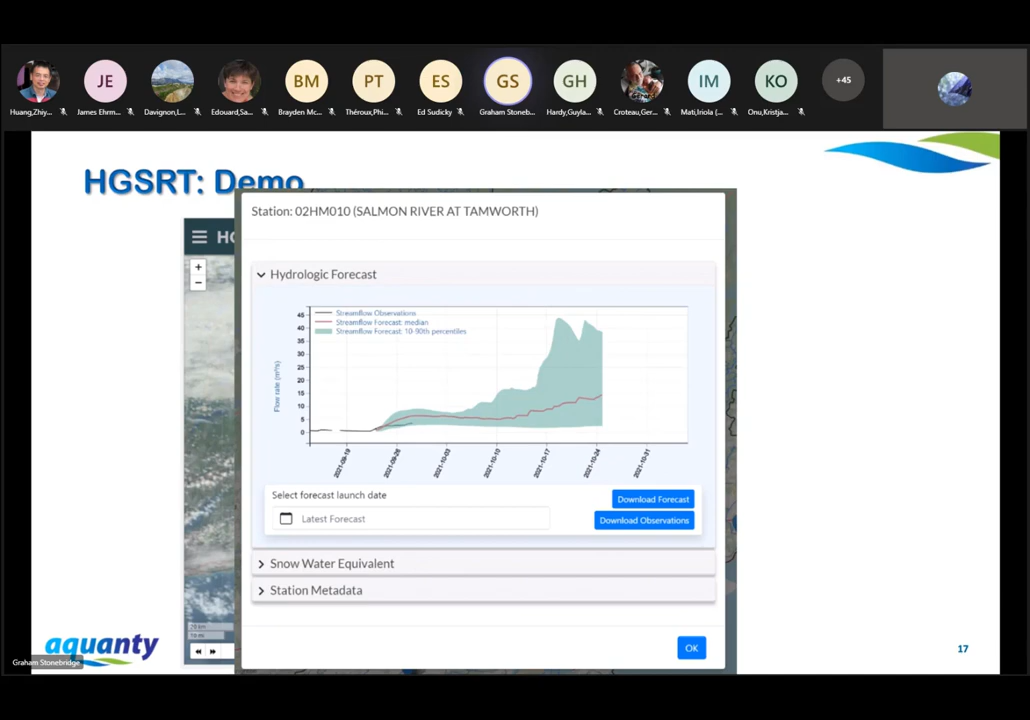 JE
BM
PT
ES
GS
GH
IM
KO
+45
Huang,Zhiy...
James Ehrm...
Davignon,L...
Edouard,Sa...
Brayden Mc...
Théroux,Phi...
Ed Sudicky
Graham Stoneb...
Hardy,Guyla...
Croteau,Ger...
Mati,Iriola (...
Onu,Kristja...
HGSRT: Demo
Station: 02HM010 (SALMON RIVER AT TAMWORTH)
HG
+
−
Hydrologic Forecast
Streamflow Observations
Streamflow Forecast: median
Streamflow Forecast: 10-90th percentiles
45
40
35
30
25
20
15
10
5
0
Flow rate (m³/s)
2021-09-19
2021-09-26
2021-10-03
2021-10-10
2021-10-17
2021-10-24
2021-10-31
Select forecast launch date
Download Forecast
Latest Forecast
Download Observations
Snow Water Equivalent
Station Metadata
aquanty
Graham Stonebridge
OK
17